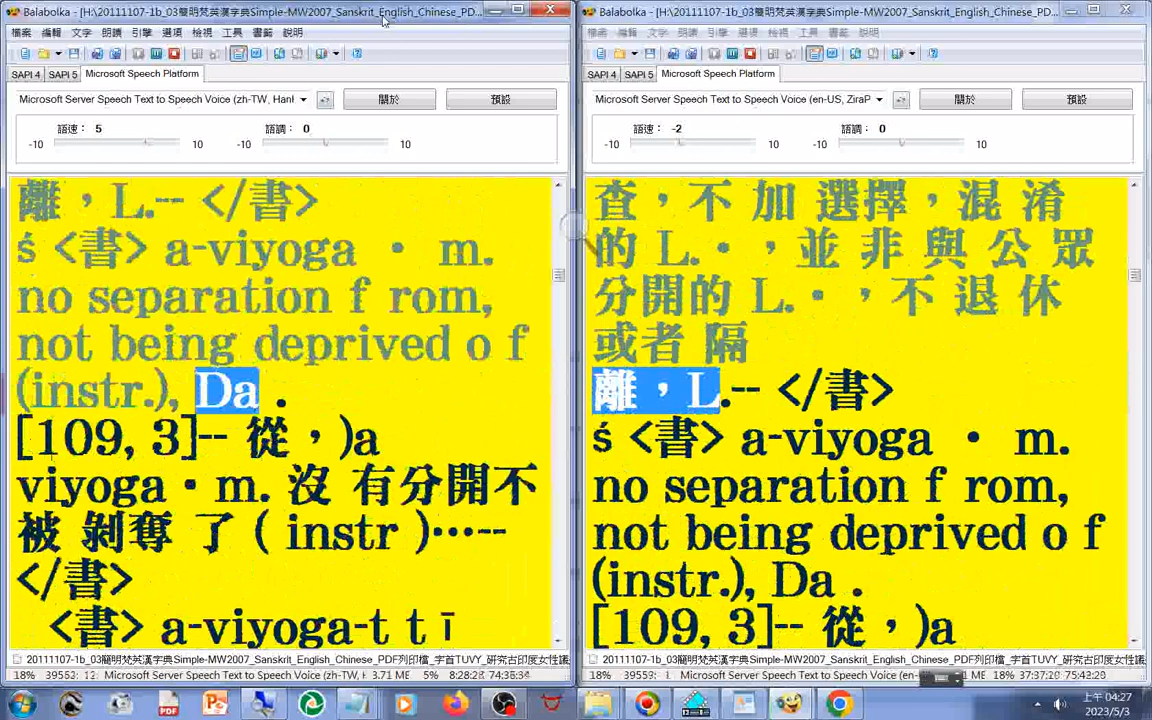 Balabolka - [H:\20111107-1b_03簡明梵英漢字典Simple-MW2007_Sanskrit_English_Chinese_PD...
檔案 編輯 文字 朗讀 引擎 選項 檢視 工具 書籤 說明
SAPI 4 SAPI 5 Microsoft Speech Platform
Microsoft Server Speech Text to Speech Voice (zh-TW, Hanl 關於 預設
語速： 5 語調： 0
-10 10 -10 10
離，L.-- </書>
ś <書> a-viyoga • m.
no separation f rom,
not being deprived o f
(instr.), Da .
[109, 3]-- 從，)a
viyoga • m. 沒 有分開不
被 剝奪 了 ( instr )…--
</書>
<書> a-viyoga-t t ī
20111107-1b_03簡明梵英漢字典Simple-MW2007_Sanskrit_English_Chinese_PDF列印檔_字首TUVY_研究古印度女性議
18% 39553: 12 Microsoft Server Speech Text to Speech Voice (zh-TW, H 3.71 ME 5% 8:28:28 74:35:34
Balabolka - [H:\20111107-1b_03簡明梵英漢字典Simple-MW2007_Sanskrit_English_Chinese_PD...
檔案 編輯 文字 朗讀 引擎 選項 檢視 工具 書籤 說明
SAPI 4 SAPI 5 Microsoft Speech Platform
Microsoft Server Speech Text to Speech Voice (en-US, ZiraP 關於 預設
語速： -2 語調： 0
-10 10 -10 10
查，不 加 選擇，混 淆
的 L.•，並 非 與 公 眾
分開的 L.•，不 退 休
或者 隔
離，L.-- </書>
ś <書> a-viyoga • m.
no separation f rom,
not being deprived o f
(instr.), Da .
[109, 3]-- 從，)a
20111107-1b_03簡明梵英漢字典Simple-MW2007_Sanskrit_English_Chinese_PDF列印檔_字首TUVY_研究古印度女性議
18% 39553: 1 Microsoft Server Speech Text to Speech Voice (en-U 18% 37:37:20 75:42:20
上午 04:27
2023/5/3